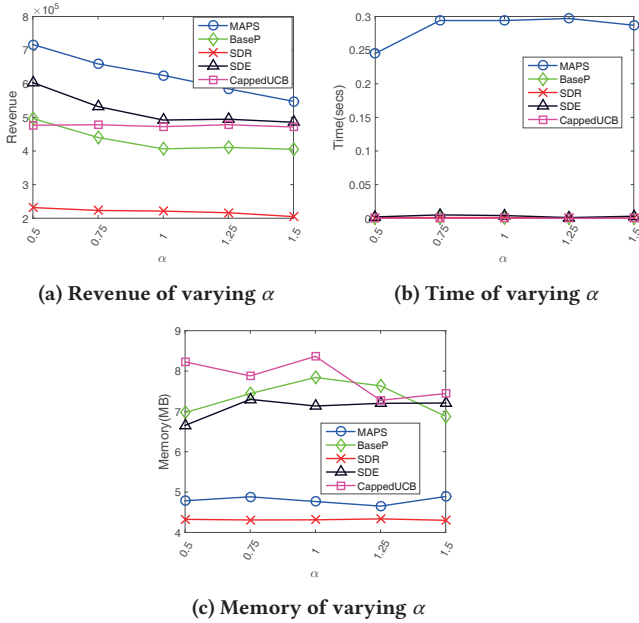 8 × 10^5
7
6
5
4
3
2
Revenue
0.5
0.75
1
1.25
1.5
α
MAPS
BaseP
SDR
SDE
CappedUCB
(a) Revenue of varying α
0.3
0.25
0.2
0.15
0.1
0.05
0
Time(secs)
0.5
0.75
1
1.25
1.5
α
MAPS
BaseP
SDR
SDE
CappedUCB
(b) Time of varying α
9
8
7
6
5
4
Memory(MB)
0.5
0.75
1
1.25
1.5
α
MAPS
BaseP
SDR
SDE
CappedUCB
(c) Memory of varying α